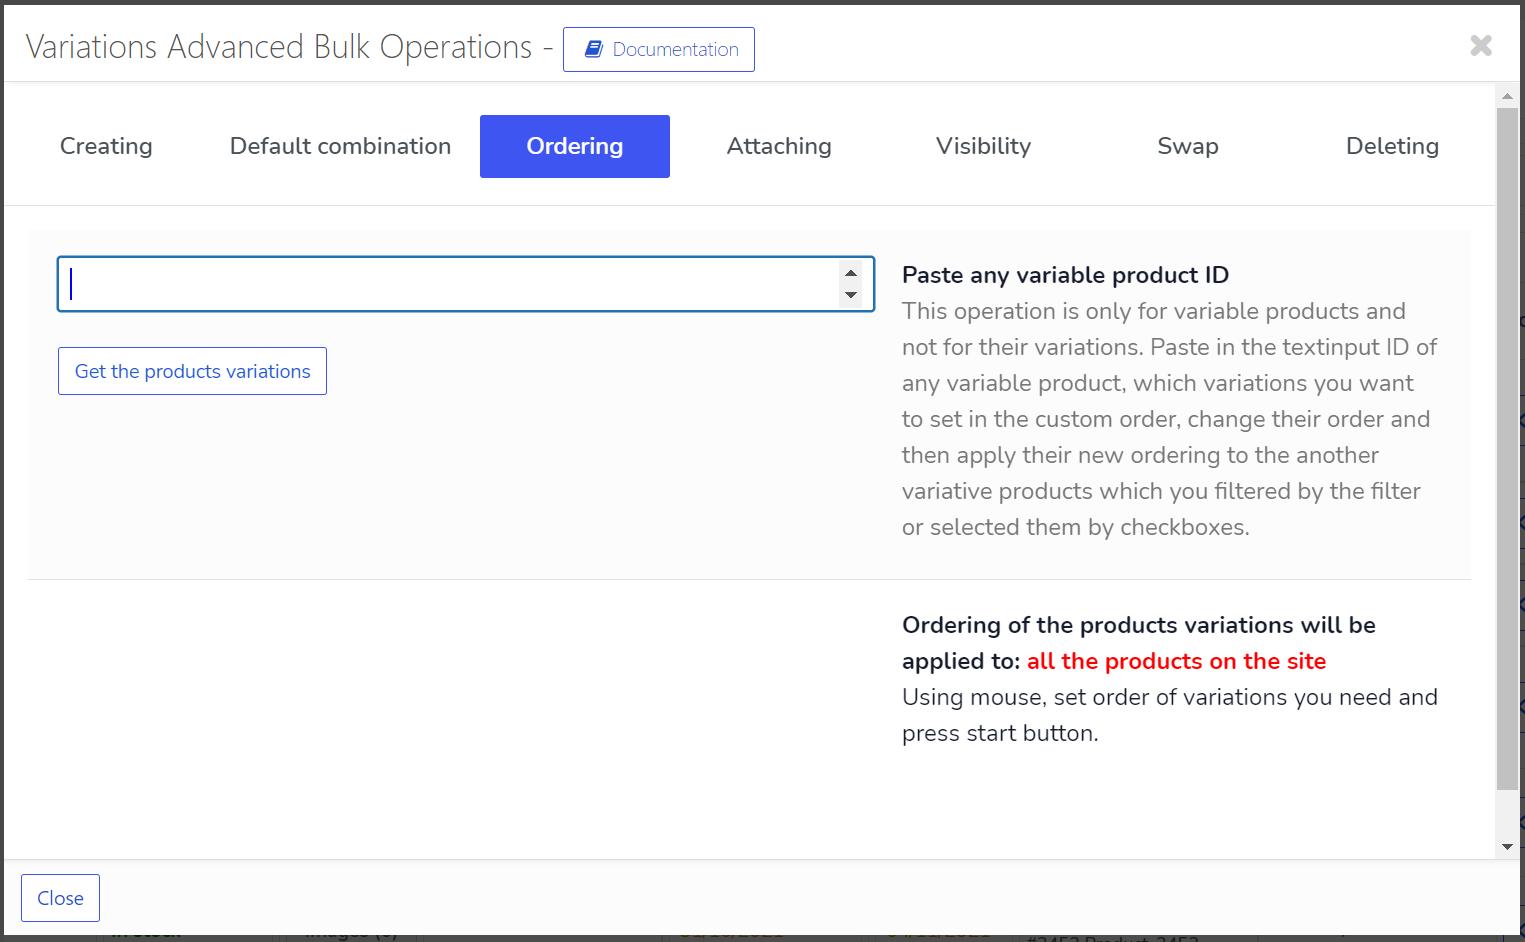 Variations Advanced Bulk Operations - Documentation
Creating Default combination Ordering Attaching Visibility Swap Deleting
Paste any variable product ID
This operation is only for variable products and
not for their variations. Paste in the textinput ID of
any variable product, which variations you want
to set in the custom order, change their order and
then apply their new ordering to the another
variative products which you filtered by the filter
or selected them by checkboxes.
Get the products variations
Ordering of the products variations will be
applied to: all the products on the site
Using mouse, set order of variations you need and
press start button.
Close